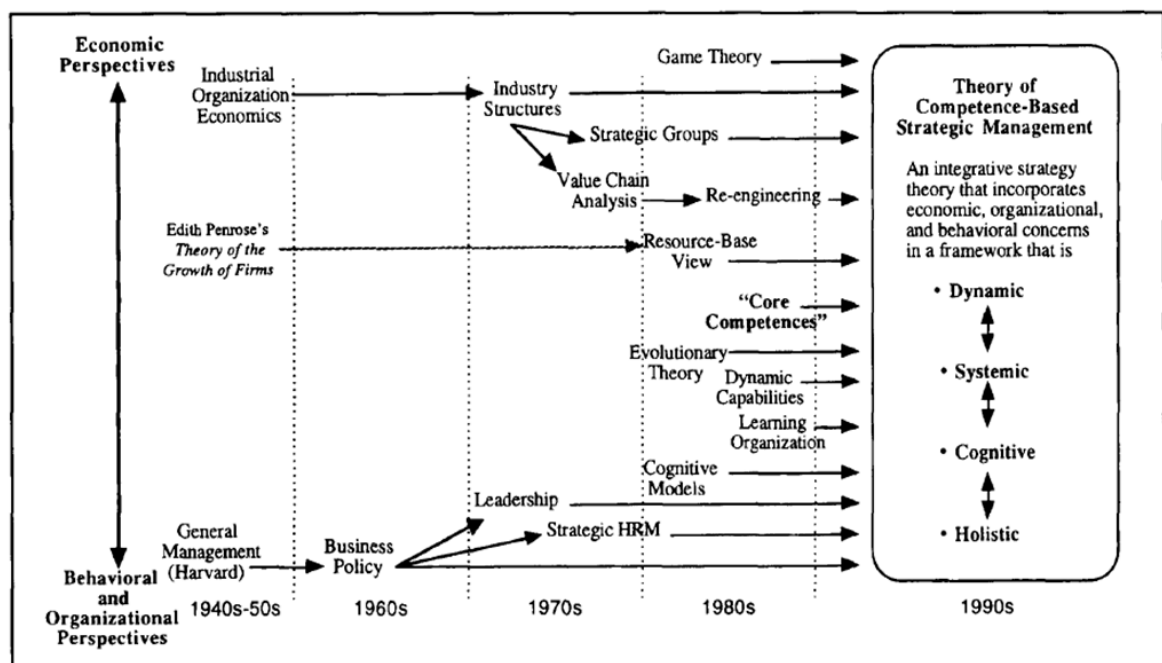 Economic
Perspectives
Behavioral
and
Organizational
Perspectives
Industrial
Organization
Economics
Edith Penrose's
Theory of the
Growth of Firms
General
Management
(Harvard)
Business
Policy
Industry
Structures
Strategic Groups
Value Chain
Analysis
Re-engineering
Game Theory
Resource-Base
View
"Core
Competences"
Evolutionary
Theory
Dynamic
Capabilities
Learning
Organization
Cognitive
Models
Leadership
Strategic HRM
Theory of
Competence-Based
Strategic Management
An integrative strategy
theory that incorporates
economic, organizational,
and behavioral concerns
in a framework that is
• Dynamic
• Systemic
• Cognitive
• Holistic
1940s-50s
1960s
1970s
1980s
1990s